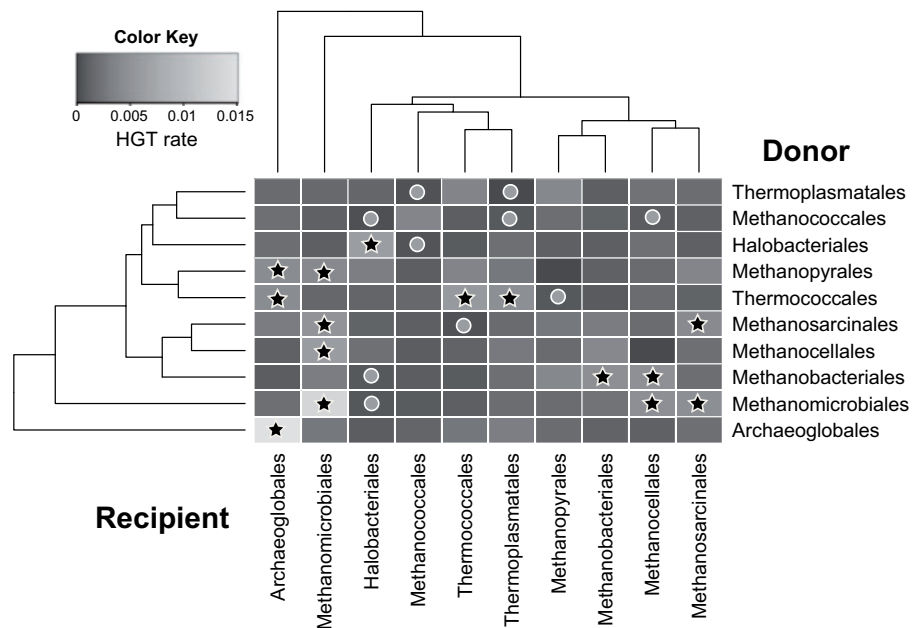 Color Key
0 0.005 0.01 0.015
HGT rate
Donor
Thermoplasmatales
Methanococcales
Halobacteriales
Methanopyrales
Thermococcales
Methanosarcinales
Methanocellales
Methanobacteriales
Methanomicrobiales
Archaeoglobales
Recipient
Archaeoglobales
Methanomicrobiales
Halobacteriales
Methanococcales
Thermococcales
Thermoplasmatales
Methanopyrales
Methanobacteriales
Methanocellales
Methanosarcinales